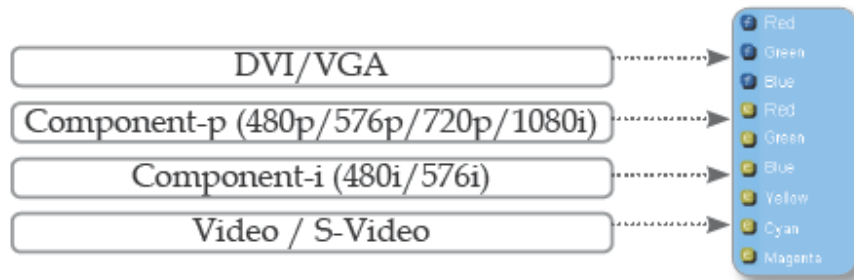 DVI/VGA
Component-p (480p/576p/720p/1080i)
Component-i (480i/576i)
Video / S-Video
Red
Green
Blue
Red
Green
Blue
Yellow
Cyan
Magenta